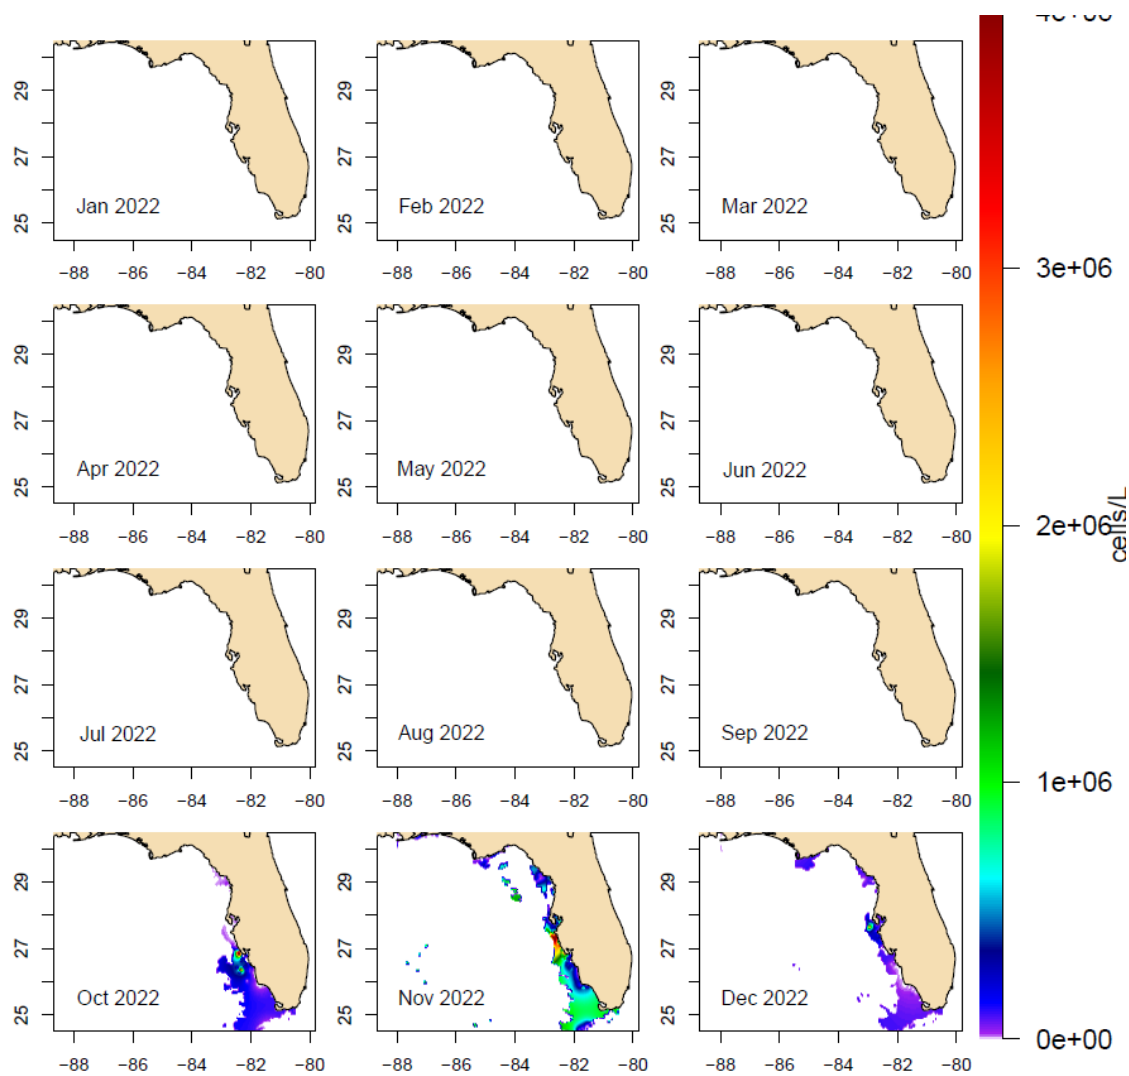 4e+06
29
27
25
Jan 2022
Feb 2022
Mar 2022
−88 −86 −84 −82 −80
−88 −86 −84 −82 −80
−88 −86 −84 −82 −80
3e+06
29
27
25
29
27
25
29
27
25
Apr 2022
May 2022
Jun 2022
−88 −86 −84 −82 −80
−88 −86 −84 −82 −80
−88 −86 −84 −82 −80
2e+06
cells/L
29
27
25
29
27
25
29
27
25
Jul 2022
Aug 2022
Sep 2022
−88 −86 −84 −82 −80
−88 −86 −84 −82 −80
−88 −86 −84 −82 −80
1e+06
29
27
25
29
27
25
29
27
25
Oct 2022
Nov 2022
Dec 2022
−88 −86 −84 −82 −80
−88 −86 −84 −82 −80
−88 −86 −84 −82 −80
0e+00
29
27
25
29
27
25